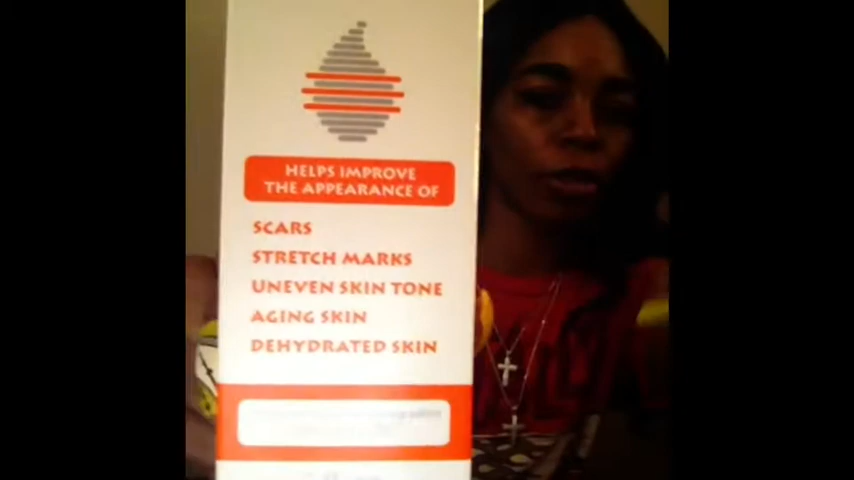 HELPS IMPROVE
THE APPEARANCE OF
SCARS
STRETCH MARKS
UNEVEN SKIN TONE
AGING SKIN
DEHYDRATED SKIN